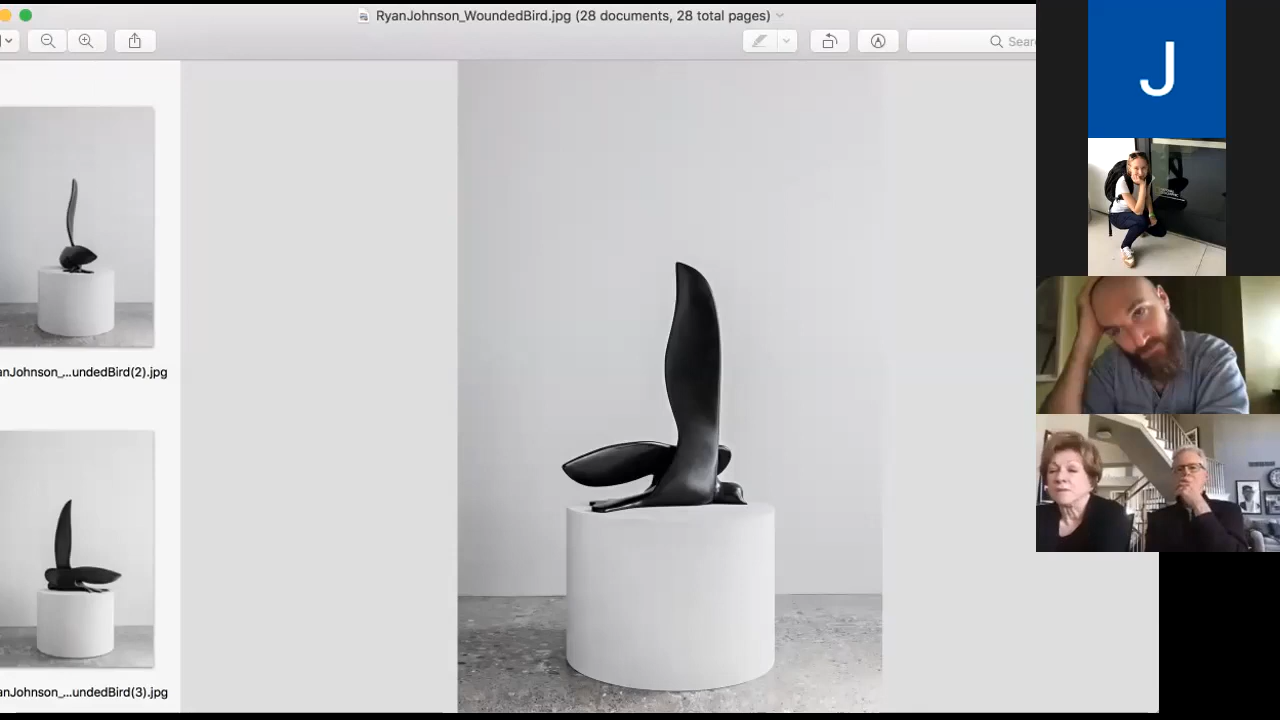 RyanJohnson_WoundedBird.jpg (28 documents, 28 total pages)
Sear
J
anJohnson_...undedBird(2).jpg
anJohnson_...undedBird(3).jpg